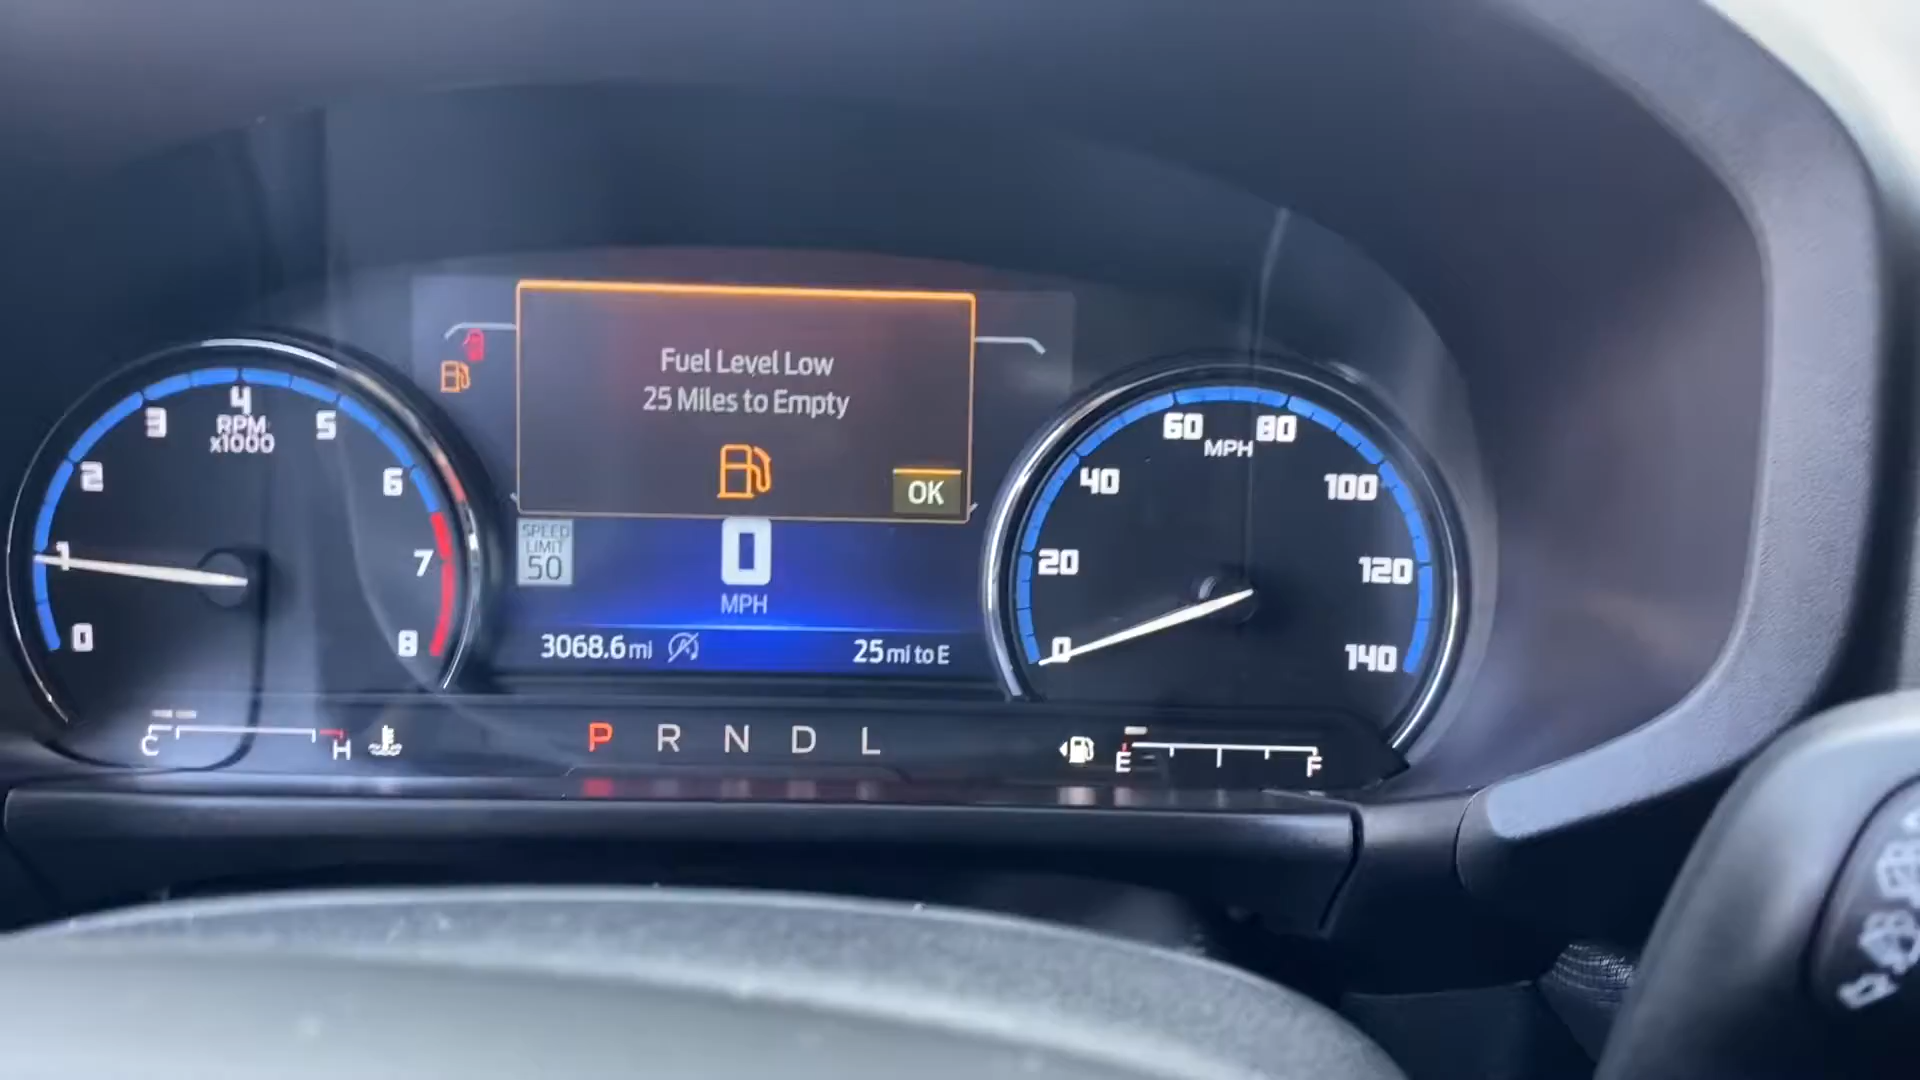 Fuel Level Low
25 Miles to Empty
OK
SPEED
LIMIT
50
0
MPH
3068.6 mi
25 mi to E
0
1
2
3
4
5
6
7
8
RPM
x1000
0
20
40
60
80
100
120
140
MPH
C
H
P R N D L
E
F